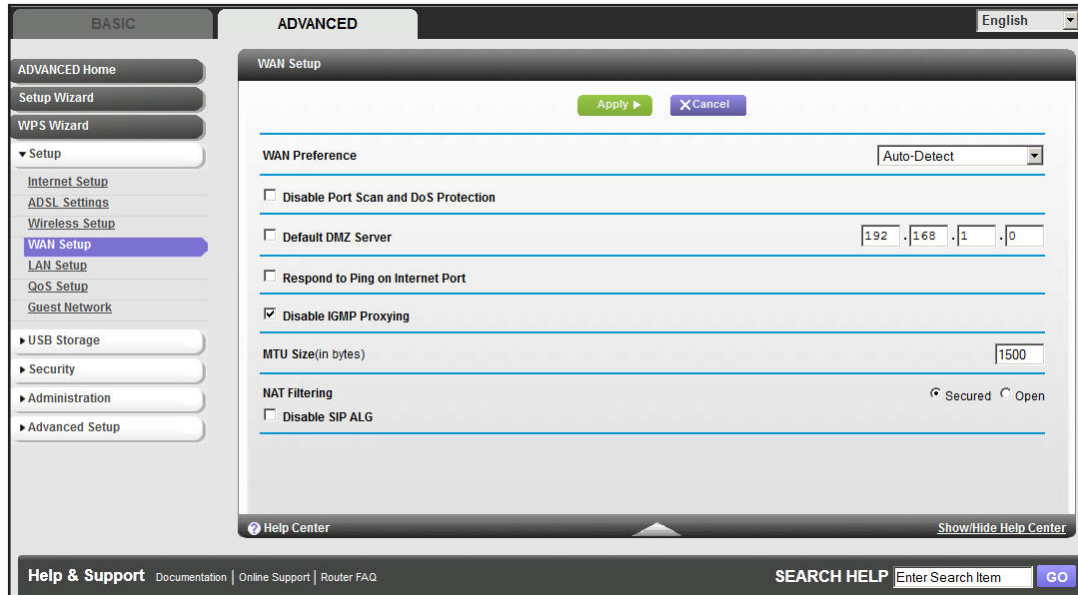 BASIC
ADVANCED
English
ADVANCED Home
Setup Wizard
WPS Wizard
Setup
Internet Setup
ADSL Settings
Wireless Setup
WAN Setup
LAN Setup
QoS Setup
Guest Network
USB Storage
Security
Administration
Advanced Setup
WAN Setup
Apply
Cancel
WAN Preference Auto-Detect
Disable Port Scan and DoS Protection
Default DMZ Server 192 . 168 . 1 . 0
Respond to Ping on Internet Port
Disable IGMP Proxying
MTU Size(in bytes) 1500
NAT Filtering Secured Open
Disable SIP ALG
Help Center Show/Hide Help Center
Help & Support Documentation | Online Support | Router FAQ SEARCH HELP Enter Search Item GO